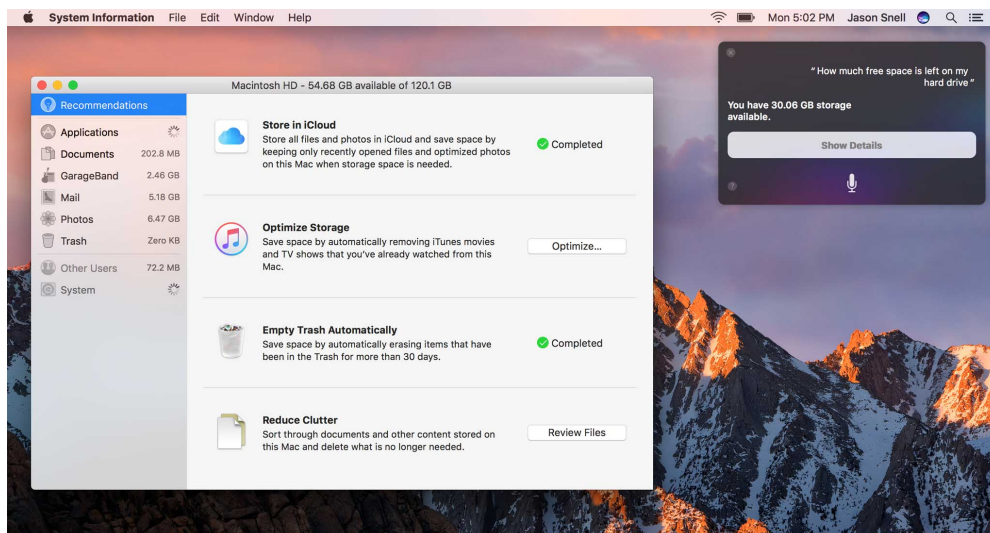 System Information File Edit Window Help
Mon 5:02 PM Jason Snell
Macintosh HD - 54.68 GB available of 120.1 GB
Recommendations
Applications
Documents 202.8 MB
GarageBand 2.46 GB
Mail 5.18 GB
Photos 6.47 GB
Trash Zero KB
Other Users 72.2 MB
System
Store in iCloud
Store all files and photos in iCloud and save space by
keeping only recently opened files and optimized photos
on this Mac when storage space is needed.
Completed
Optimize Storage
Save space by automatically removing iTunes movies
and TV shows that you've already watched from this
Mac.
Optimize...
Empty Trash Automatically
Save space by automatically erasing items that have
been in the Trash for more than 30 days.
Completed
Reduce Clutter
Sort through documents and other content stored on
this Mac and delete what is no longer needed.
Review Files
“How much free space is left on my
hard drive”
You have 30.06 GB storage
available.
Show Details
?